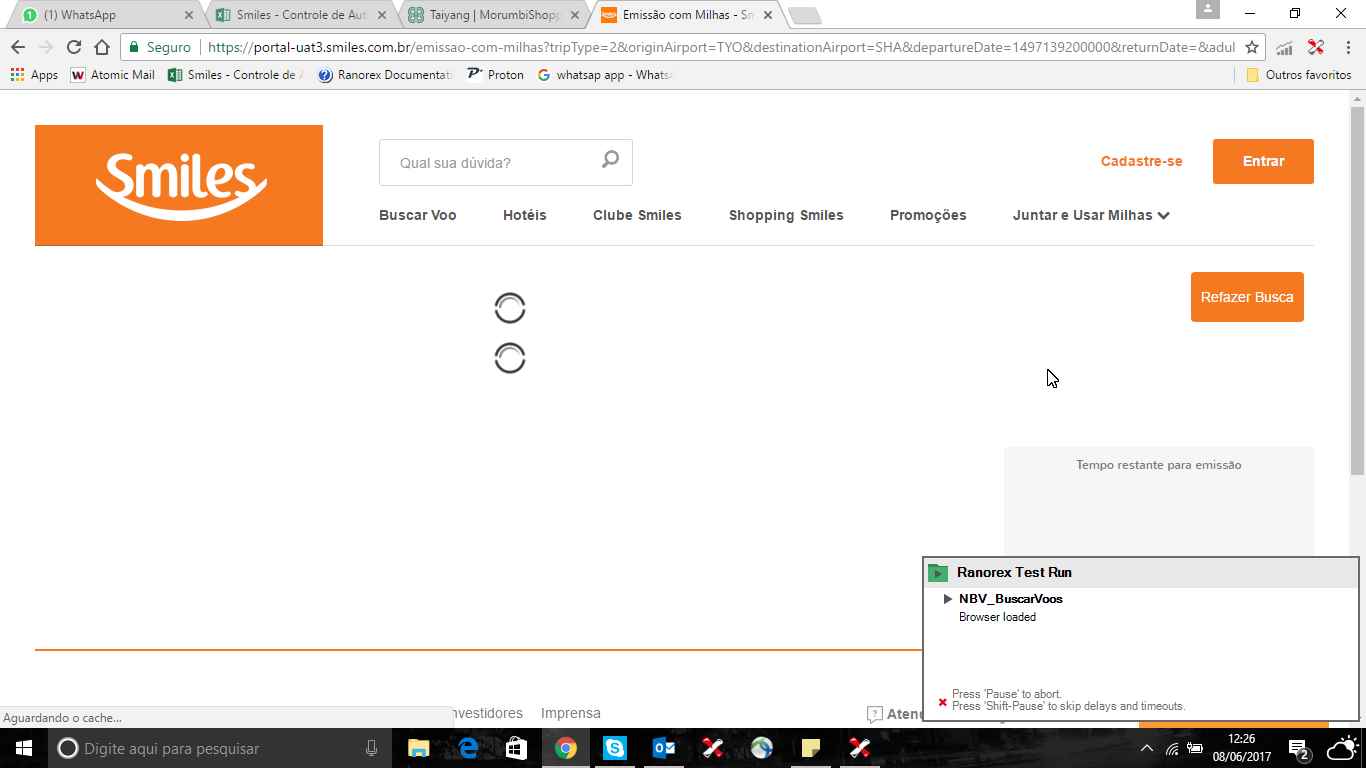 (1) WhatsApp
Smiles - Controle de Aut
Taiyang | MorumbiShopp
Emissão com Milhas - Sm
Seguro
https://portal-uat3.smiles.com.br/emissao-com-milhas?tripType=2&originAirport=TYO&destinationAirport=SHA&departureDate=1497139200000&returnDate=&adul
Apps
Atomic Mail
Smiles - Controle de A
Ranorex Documentati
Proton
whatsap app - Whats
Outros favoritos
Smiles
Qual sua dúvida?
Cadastre-se
Entrar
Buscar Voo
Hotéis
Clube Smiles
Shopping Smiles
Promoções
Juntar e Usar Milhas
Refazer Busca
Tempo restante para emissão
Ranorex Test Run
NBV_BuscarVoos
Browser loaded
Press 'Pause' to abort.
Press 'Shift-Pause' to skip delays and timeouts.
Aguardando o cache...
nvestidores
Imprensa
Aten
Digite aqui para pesquisar
12:26
08/06/2017
2